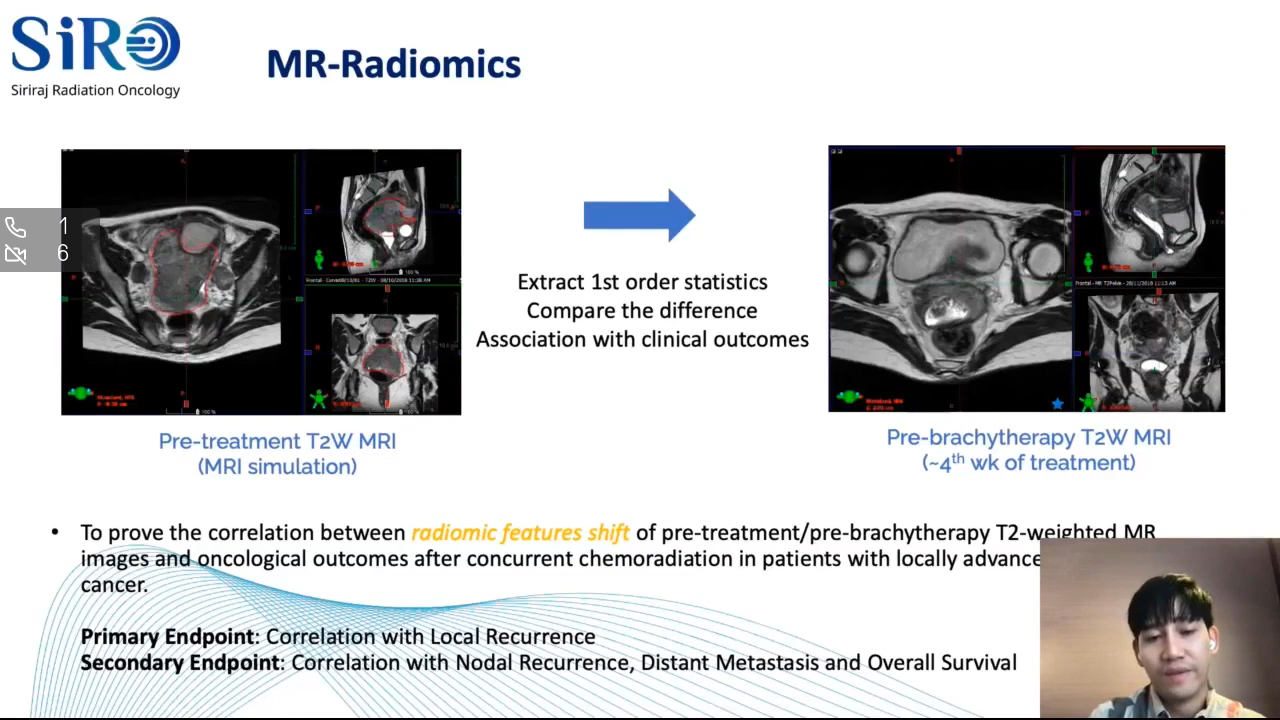 SiRO
Siriraj Radiation Oncology
MR-Radiomics
1
6
Extract 1st order statistics
Compare the difference
Association with clinical outcomes
Pre-treatment T2W MRI
(MRI simulation)
Pre-brachytherapy T2W MRI
(~4th wk of treatment)
• To prove the correlation between radiomic features shift of pre-treatment/pre-brachytherapy T2-weighted MR
images and oncological outcomes after concurrent chemoradiation in patients with locally advance
cancer.
Primary Endpoint: Correlation with Local Recurrence
Secondary Endpoint: Correlation with Nodal Recurrence, Distant Metastasis and Overall Survival